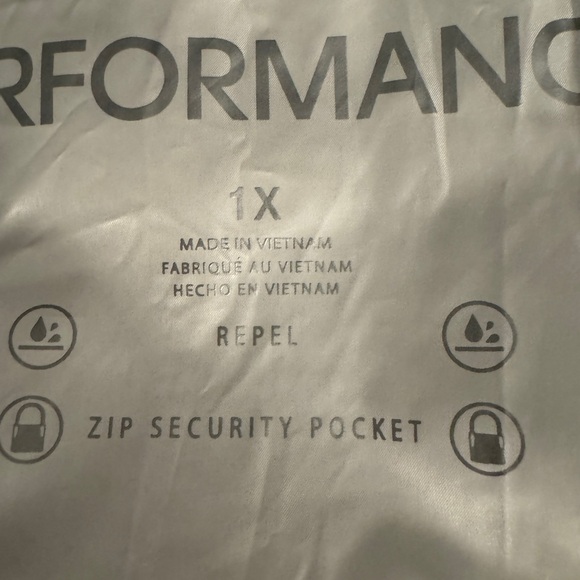 RFORMANC
1X
MADE IN VIETNAM
FABRIQUÉ AU VIETNAM
HECHO EN VIETNAM
REPEL
ZIP SECURITY POCKET